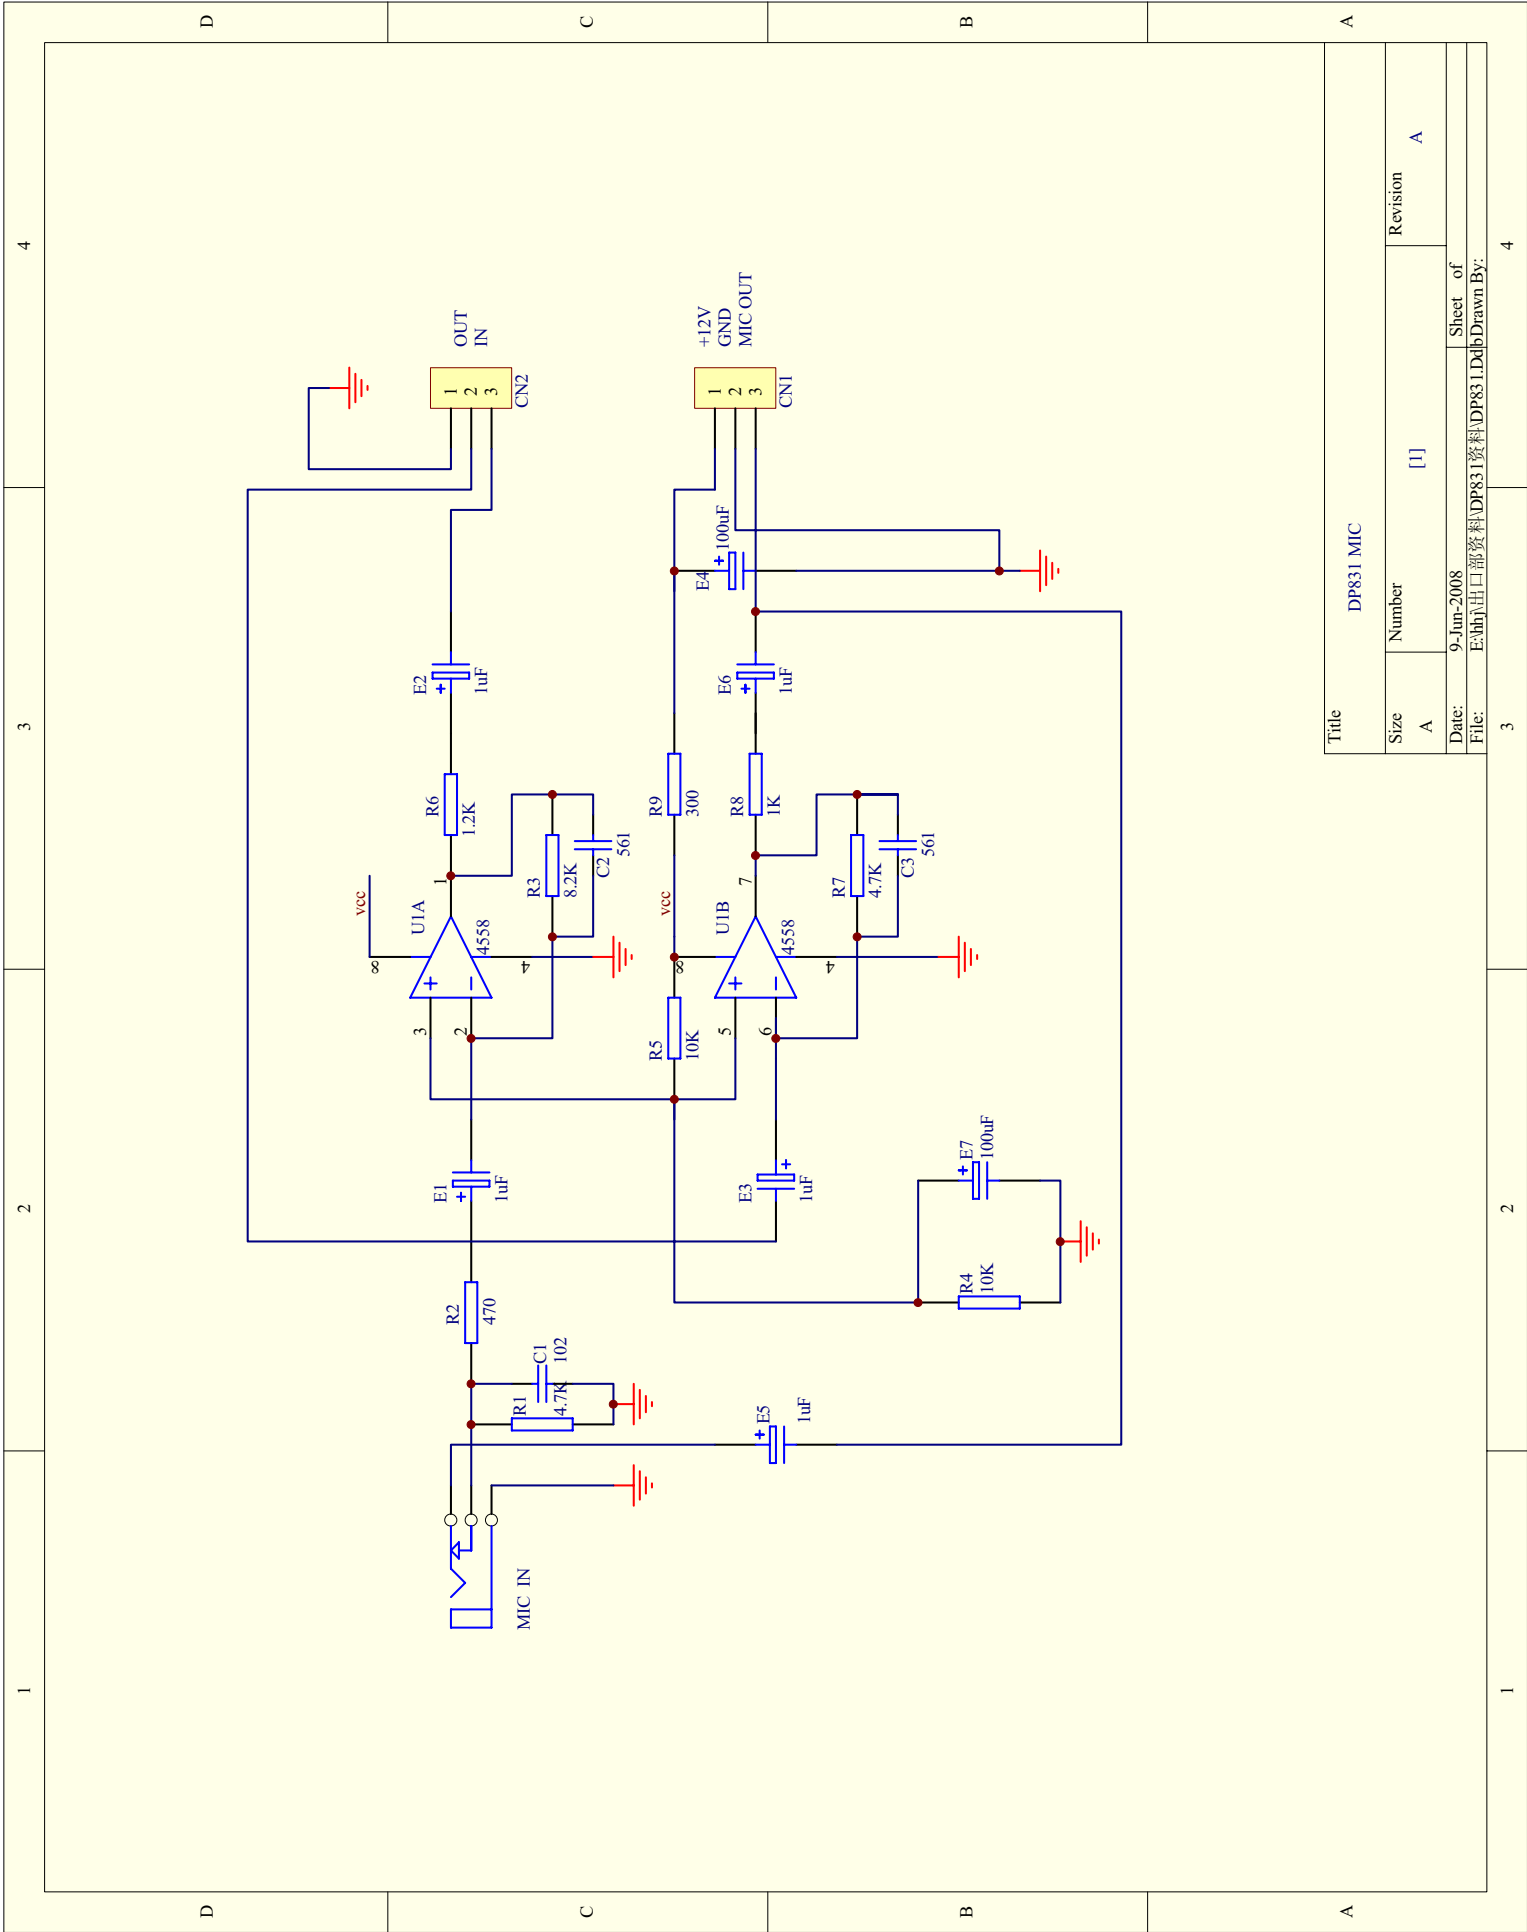 1
2
3
4
D
D
C
C
B
B
A
A
vcc
8
3
2
1
4
U1A
4558
E1
1uF
R2
470
R6
1.2K
E2
1uF
R3
8.2K
C2
561
1
2
3
CN2
OUT
IN
MIC IN
R1
4.7K
C1
102
R5
10K
vcc
8
5
6
7
4
U1B
4558
R9
300
R8
1K
E6
1uF
E4
100uF
R7
4.7K
C3
561
1
2
3
CN1
+12V
GND
MIC OUT
E3
1uF
E5
1uF
R4
10K
E7
100uF
Title
DP831 MIC
Size
A
Number
[1]
Revision
A
Date: 9-Jun-2008 Sheet of
File: E:\hhj\出口部资料\DP831资料\DP831.Ddb Drawn By:
1
2
3
4